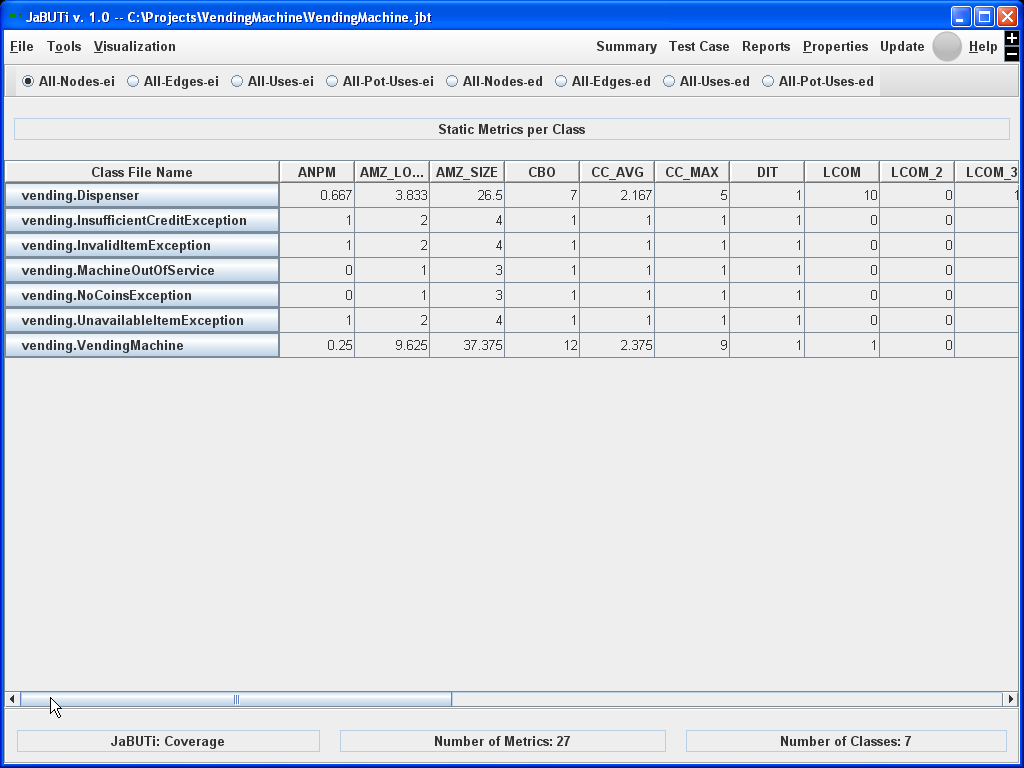 JaBUTi v. 1.0 -- C:\Projects\VendingMachine\VendingMachine.jbt
File Tools Visualization Summary Test Case Reports Properties Update Help
All-Nodes-ei All-Edges-ei All-Uses-ei All-Pot-Uses-ei All-Nodes-ed All-Edges-ed All-Uses-ed All-Pot-Uses-ed
Static Metrics per Class
Class File Name ANPM AMZ_LO... AMZ_SIZE CBO CC_AVG CC_MAX DIT LCOM LCOM_2 LCOM_3
vending.Dispenser 0.667 3.833 26.5 7 2.167 5 1 10 0 1
vending.InsufficientCreditException 1 2 4 1 1 1 1 0 0
vending.InvalidItemException 1 2 4 1 1 1 1 0 0
vending.MachineOutOfService 0 1 3 1 1 1 1 0 0
vending.NoCoinsException 0 1 3 1 1 1 1 0 0
vending.UnavailableItemException 1 2 4 1 1 1 1 0 0
vending.VendingMachine 0.25 9.625 37.375 12 2.375 9 1 1 0
JaBUTi: Coverage Number of Metrics: 27 Number of Classes: 7